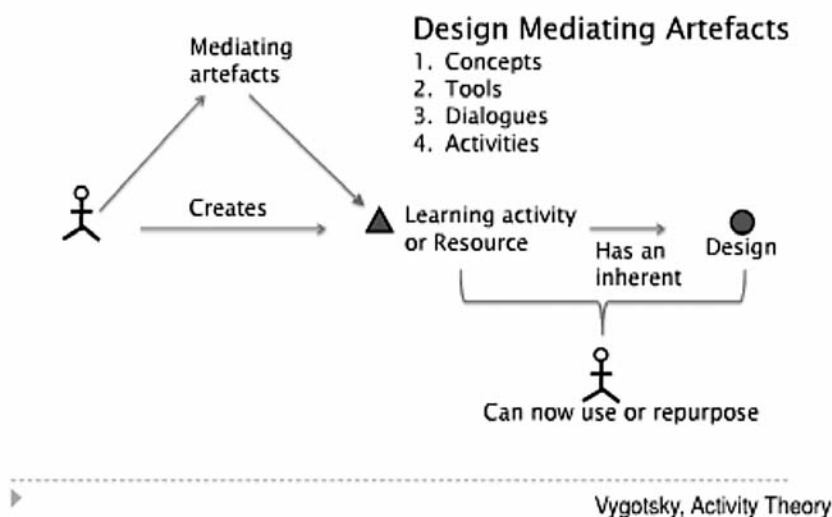 Design Mediating Artefacts
1. Concepts
2. Tools
3. Dialogues
4. Activities
Mediating
artefacts
Creates
Learning activity
or Resource
Has an
inherent
Design
Can now use or repurpose
Vygotsky, Activity Theory